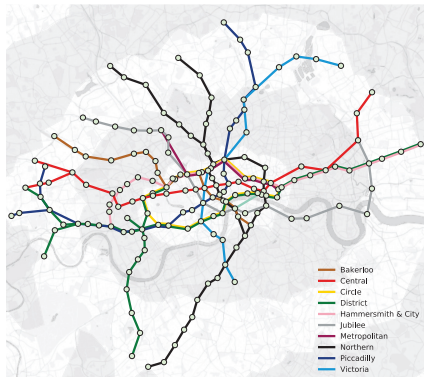 Bakerloo
Central
Circle
District
Hammersmith & City
Jubilee
Metropolitan
Northern
Piccadilly
Victoria